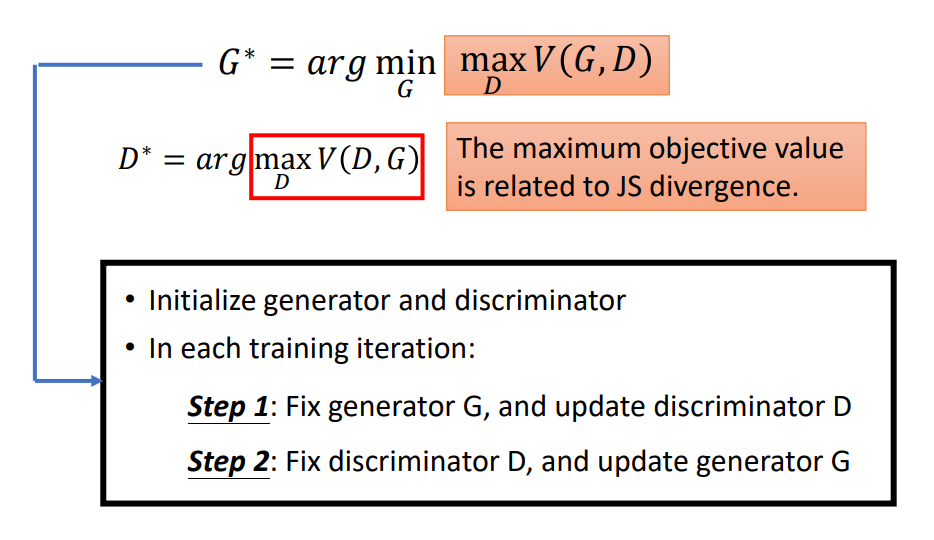 G* = arg min_G max_D V(G, D)
D* = arg max_D V(D, G)
The maximum objective value
is related to JS divergence.
• Initialize generator and discriminator
• In each training iteration:
Step 1: Fix generator G, and update discriminator D
Step 2: Fix discriminator D, and update generator G